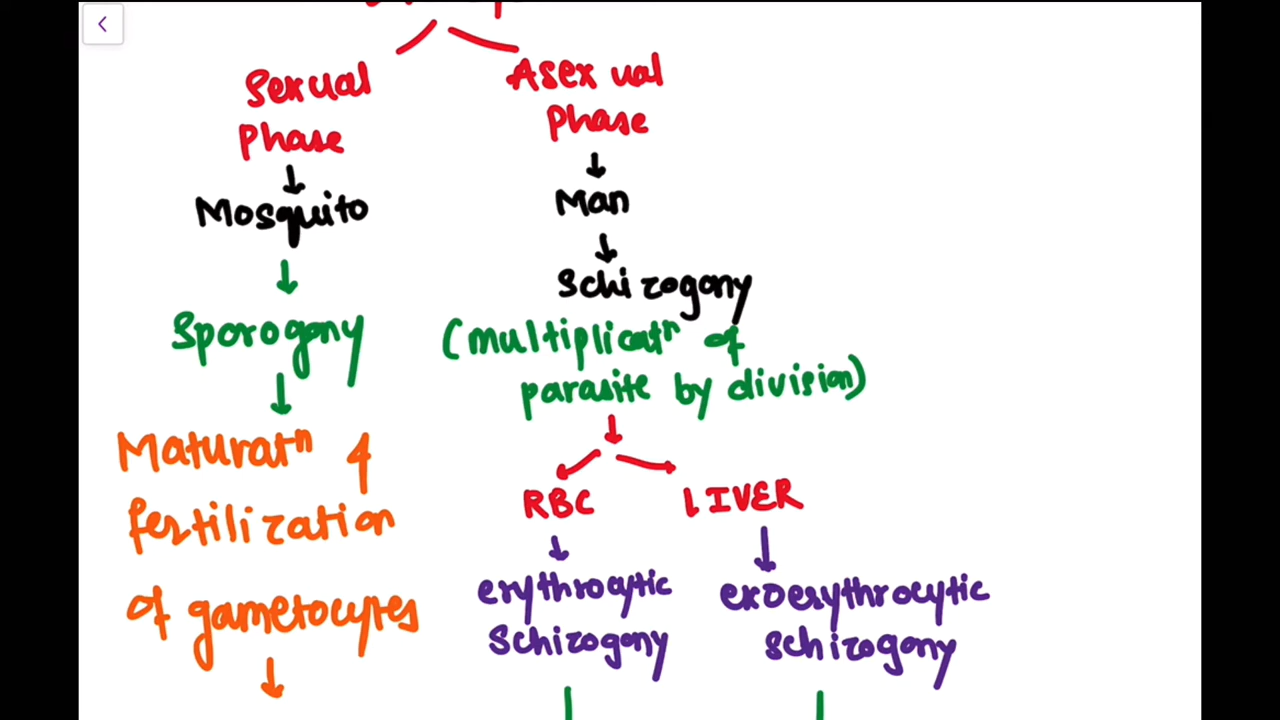 Sexual
Phase
Mosquito
Sporogony
Maturatⁿ &
fertilization
of gametocytes
Asexual
Phase
Man
Schizogony
(multiplicatⁿ of
parasite by division)
RBC
LIVER
erythrocytic
Schizogony
exoerythrocytic
schizogony